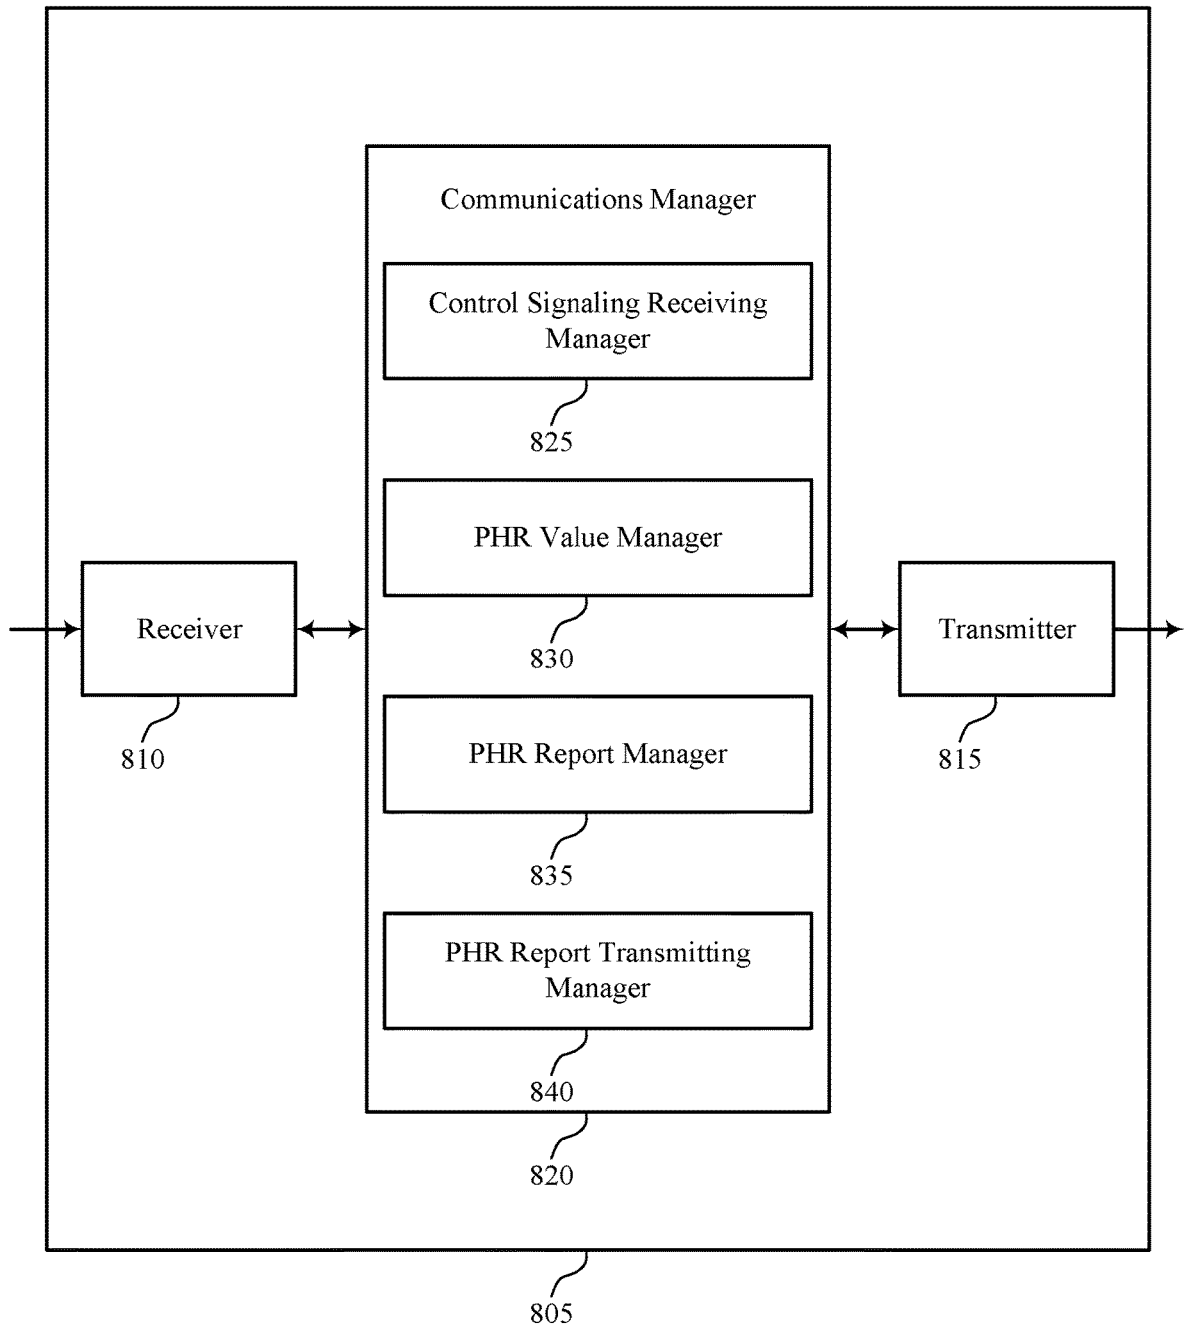 Communications Manager
Control Signaling Receiving
Manager
825
PHR Value Manager
830
Receiver
810
Transmitter
815
PHR Report Manager
835
PHR Report Transmitting
Manager
840
820
805